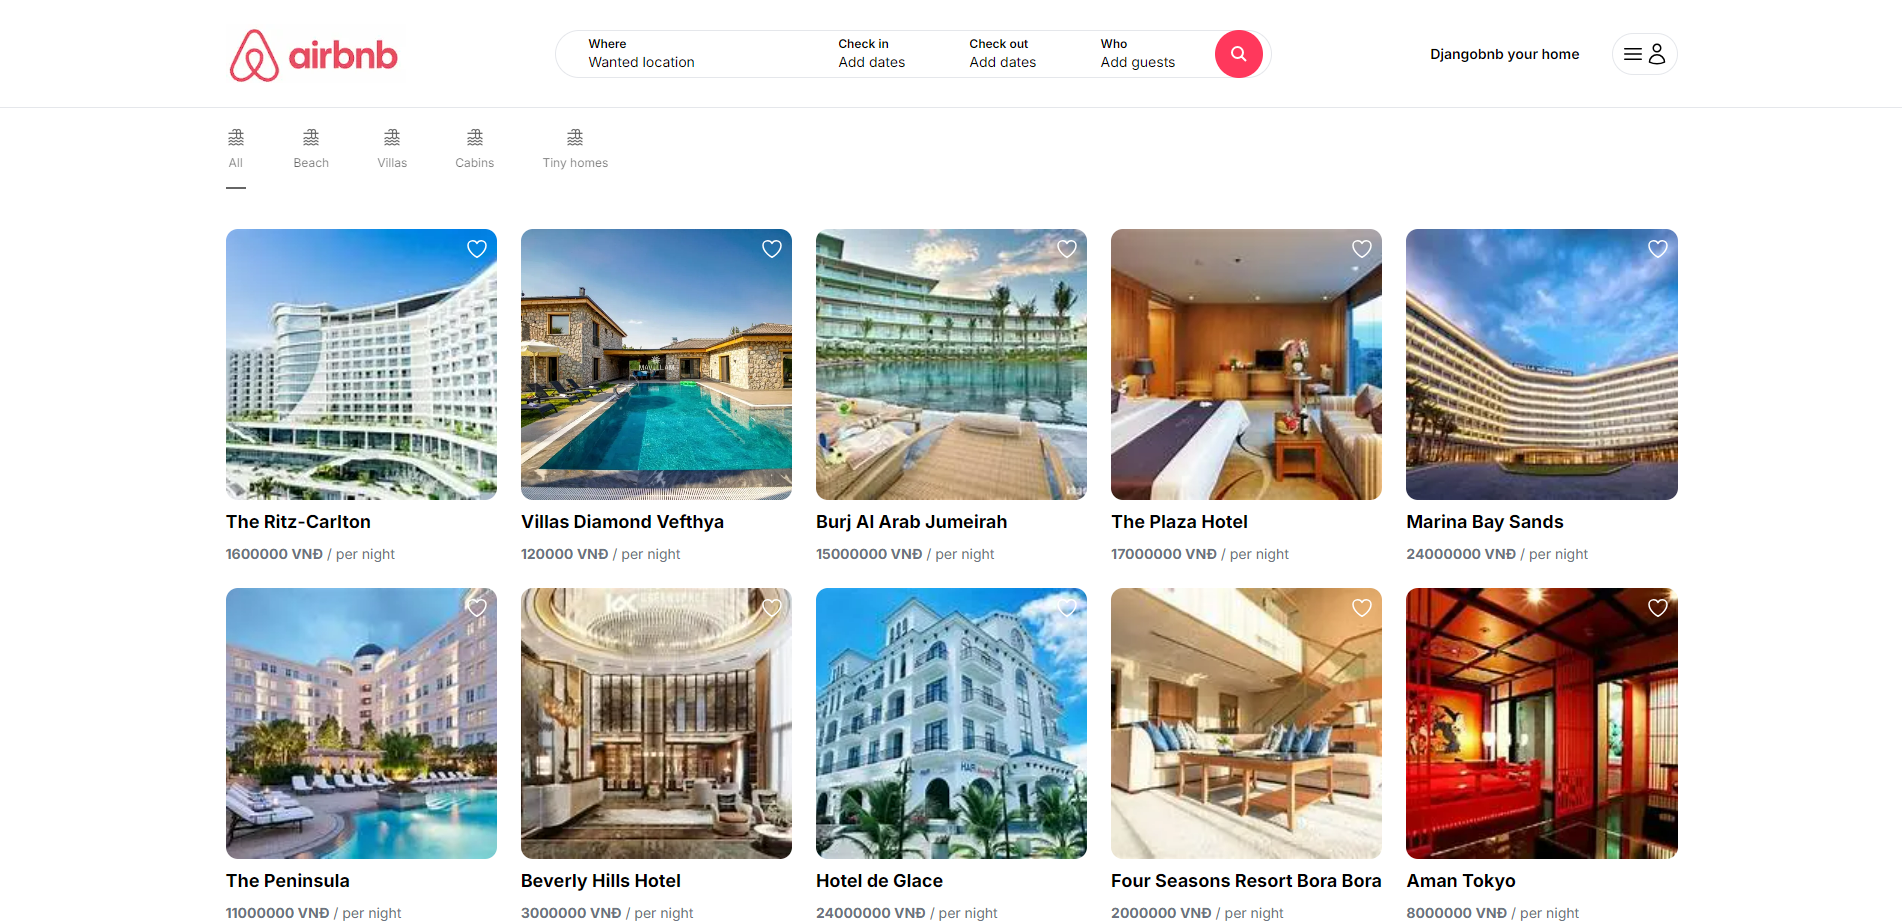 airbnb
Where
Wanted location
Check in
Add dates
Check out
Add dates
Who
Add guests
Djangobnb your home
All
Beach
Villas
Cabins
Tiny homes
The Ritz-Carlton
1600000 VNĐ / per night
Villas Diamond Vefthya
120000 VNĐ / per night
Burj Al Arab Jumeirah
15000000 VNĐ / per night
The Plaza Hotel
17000000 VNĐ / per night
Marina Bay Sands
24000000 VNĐ / per night
HAR
The Peninsula
11000000 VNĐ / per night
Beverly Hills Hotel
3000000 VNĐ / per night
Hotel de Glace
24000000 VNĐ / per night
Four Seasons Resort Bora Bora
2000000 VNĐ / per night
Aman Tokyo
8000000 VNĐ / per night